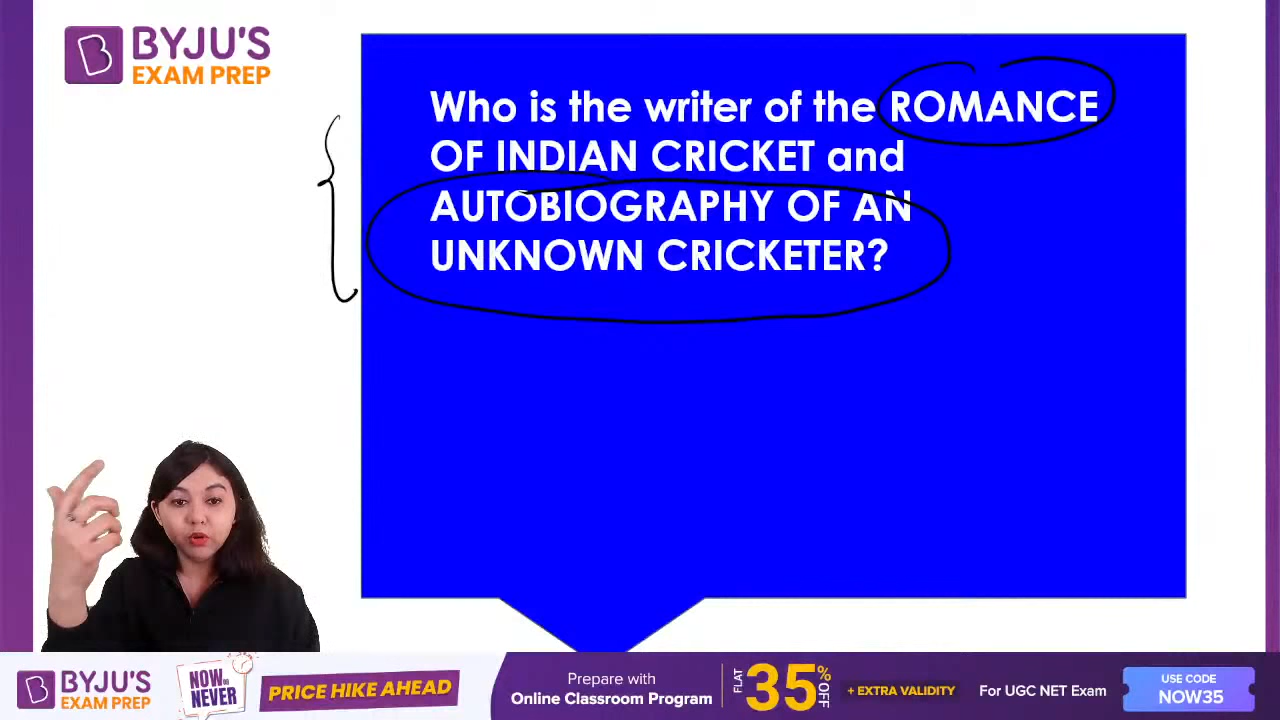 BYJU'S
EXAM PREP
Who is the writer of the ROMANCE
OF INDIAN CRICKET and
AUTOBIOGRAPHY OF AN
UNKNOWN CRICKETER?
BYJU'S
EXAM PREP
NOW OR
NEVER
PRICE HIKE AHEAD
Prepare with
Online Classroom Program
FLAT
35% OFF
+ EXTRA VALIDITY
For UGC NET Exam
USE CODE
NOW35